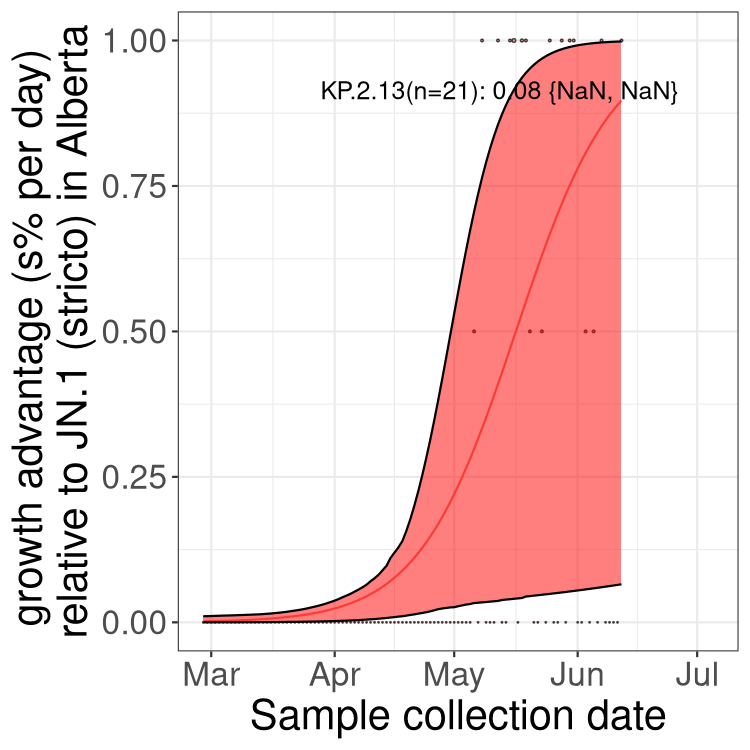 growth advantage (s% per day)
relative to JN.1 (stricto) in Alberta
1.00
0.75
0.50
0.25
0.00
KP.2.13(n=21): 0.08 {NaN, NaN}
Mar Apr May Jun Jul
Sample collection date